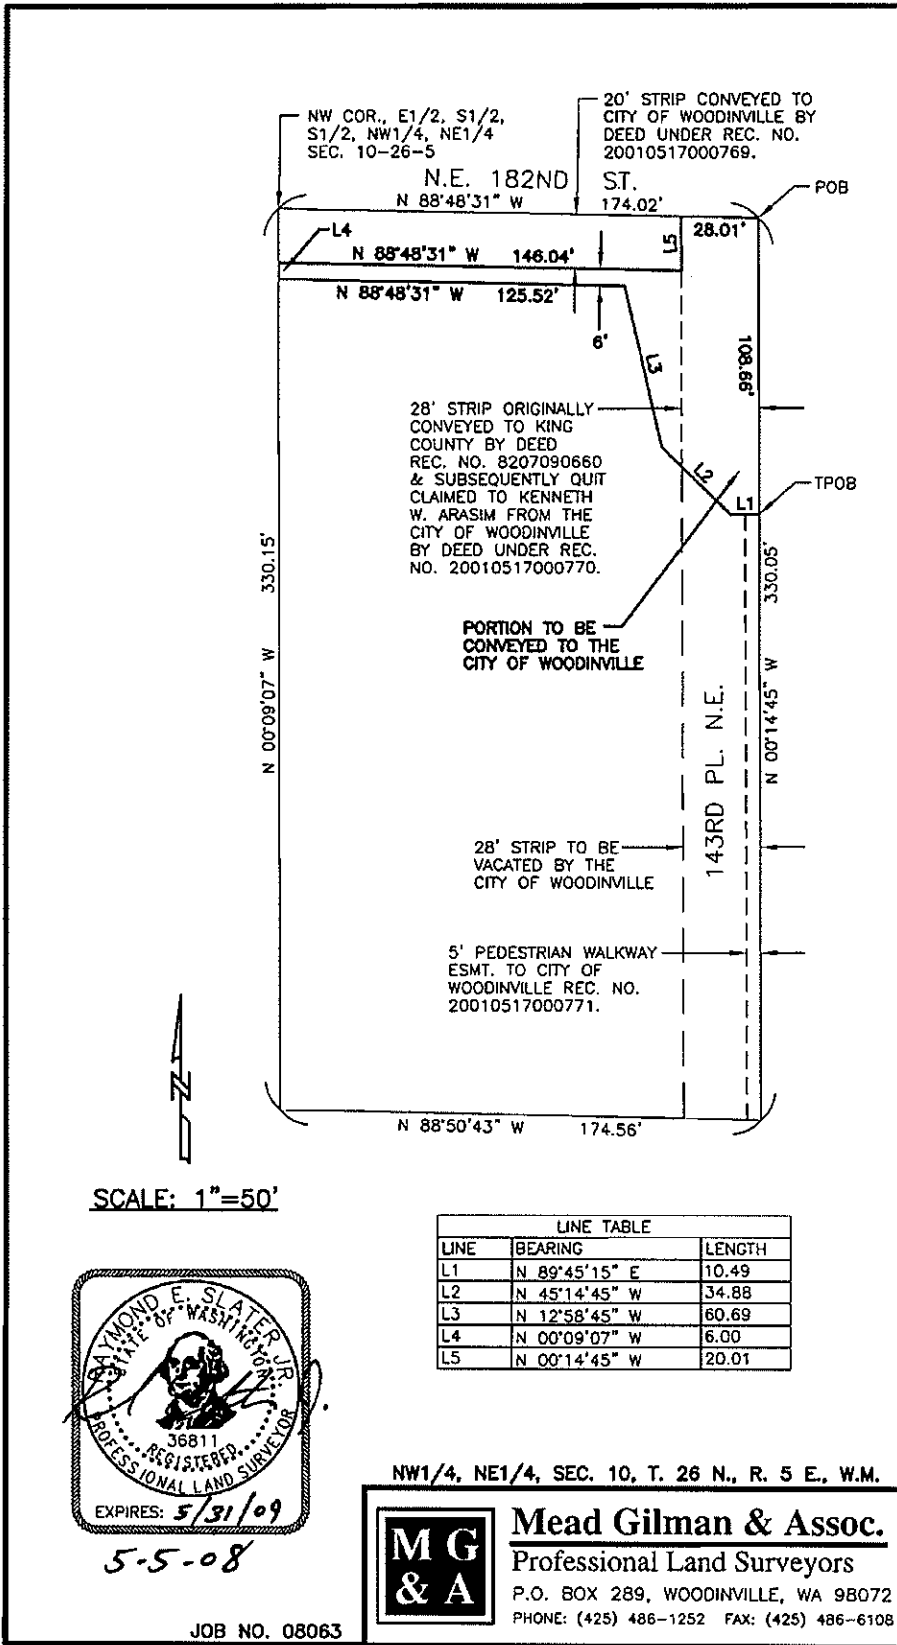 NW COR., E1/2, S1/2,
S1/2, NW1/4, NE1/4
SEC. 10-26-5
20' STRIP CONVEYED TO
CITY OF WOODINVILLE BY
DEED UNDER REC. NO.
20010517000769.
N.E. 182ND ST.
N 88°48'31" W 174.02'
POB
L4
L5
28.01'
N 88°48'31" W 146.04'
N 88°48'31" W 125.52'
6'
L3
108.66'
28' STRIP ORIGINALLY
CONVEYED TO KING
COUNTY BY DEED
REC. NO. 8207090660
& SUBSEQUENTLY QUIT
CLAIMED TO KENNETH
W. ARASIM FROM THE
CITY OF WOODINVILLE
BY DEED UNDER REC.
NO. 20010517000770.
L2
L1
TPOB
N 00°09'07" W 330.15'
N 00°14'45" W 330.05'
PORTION TO BE
CONVEYED TO THE
CITY OF WOODINVILLE
143RD PL. N.E.
28' STRIP TO BE
VACATED BY THE
CITY OF WOODINVILLE
5' PEDESTRIAN WALKWAY
ESMT. TO CITY OF
WOODINVILLE REC. NO.
20010517000771.
N 88°50'43" W 174.56'
N
SCALE: 1"=50'
LINE TABLE
LINE BEARING LENGTH
L1 N 89°45'15" E 10.49
L2 N 45°14'45" W 34.88
L3 N 12°58'45" W 60.69
L4 N 00°09'07" W 6.00
L5 N 00°14'45" W 20.01
RAYMOND E. SLATER JR.
STATE OF WASHINGTON
36811
REGISTERED
PROFESSIONAL LAND SURVEYOR
EXPIRES: 5/31/09
5-5-08
JOB NO. 08063
NW1/4, NE1/4, SEC. 10, T. 26 N., R. 5 E., W.M.
M G
& A
Mead Gilman & Assoc.
Professional Land Surveyors
P.O. BOX 289, WOODINVILLE, WA 98072
PHONE: (425) 486-1252 FAX: (425) 486-6108